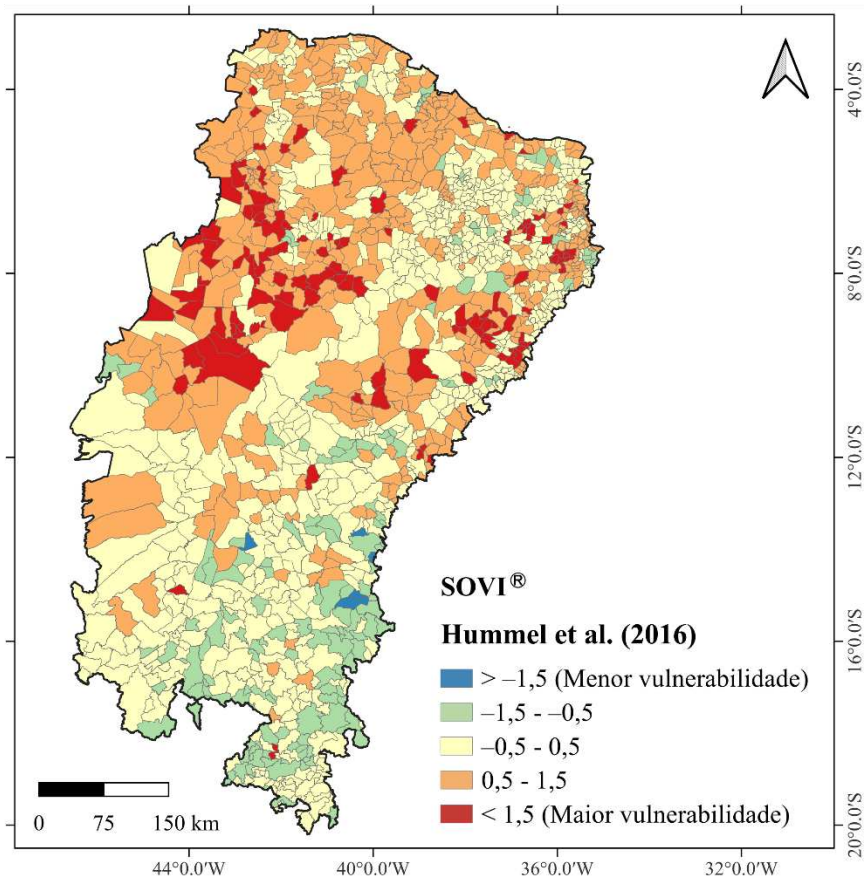 4°0.0'S
8°0.0'S
12°0.0'S
16°0.0'S
20°0.0'S
SOVI®
Hummel et al. (2016)
> –1,5 (Menor vulnerabilidade)
–1,5 - –0,5
–0,5 - 0,5
0,5 - 1,5
< 1,5 (Maior vulnerabilidade)
0 75 150 km
44°0.0'W 40°0.0'W 36°0.0'W 32°0.0'W